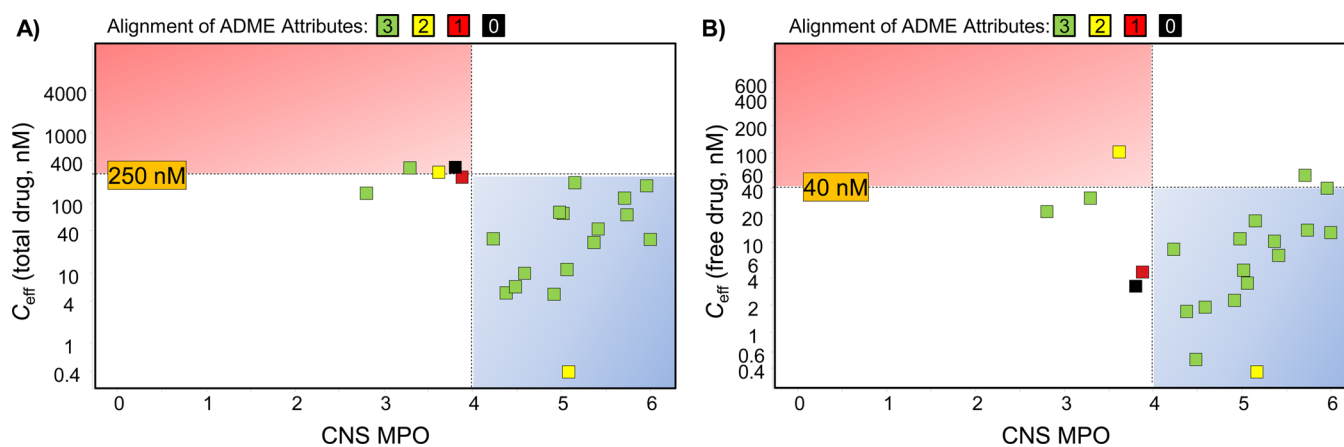 A)
Alignment of ADME Attributes: 3 2 1 0
4000
1000
400
250 nM
100
40
10
4
1
0.4
Ceff (total drug, nM)
0 1 2 3 4 5 6
CNS MPO
B)
Alignment of ADME Attributes: 3 2 1 0
600
400
200
100
60
40
40 nM
20
10
6
4
2
1
0.6
0.4
Ceff (free drug, nM)
0 1 2 3 4 5 6
CNS MPO